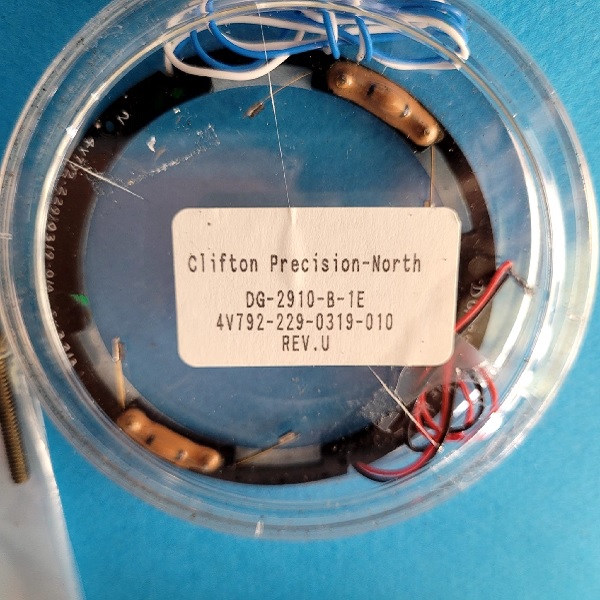 Clifton Precision-North
DG-2910-B-1E
4V792-229-0319-010
REV.U